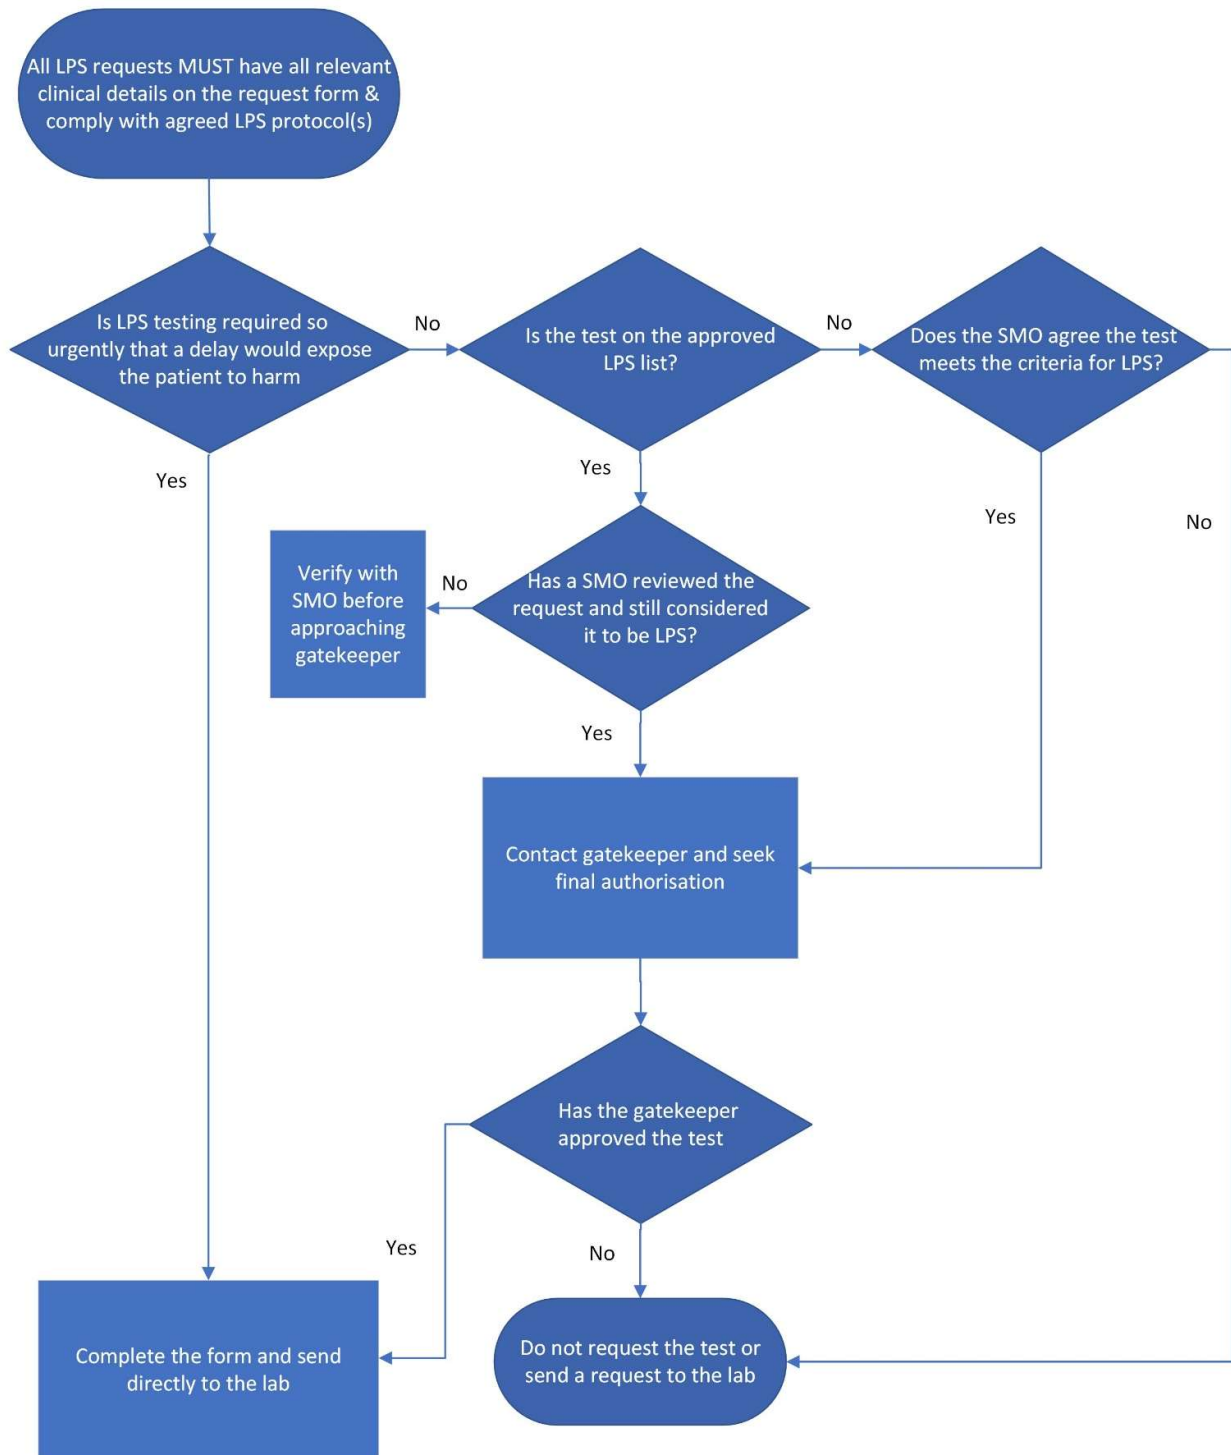 All LPS requests MUST have all relevant
clinical details on the request form &
comply with agreed LPS protocol(s)
Is LPS testing required so
urgently that a delay would expose
the patient to harm
No
Is the test on the approved
LPS list?
No
Does the SMO agree the test
meets the criteria for LPS?
Yes
Yes
Yes
No
Verify with
SMO before
approaching
gatekeeper
No
Has a SMO reviewed the
request and still considered
it to be LPS?
Yes
Contact gatekeeper and seek
final authorisation
Has the gatekeeper
approved the test
Yes
No
Complete the form and send
directly to the lab
Do not request the test or
send a request to the lab